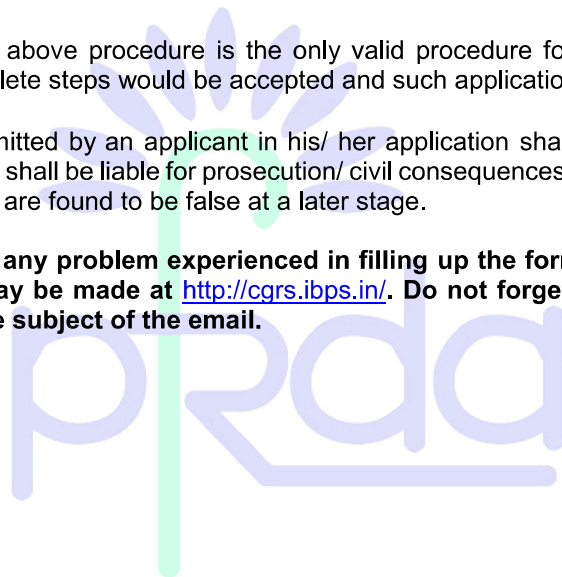 above procedure is the only valid procedure fo
lete steps would be accepted and such applicatio
mitted by an applicant in his/ her application sha
shall be liable for prosecution/ civil consequences
are found to be false at a later stage.
any problem experienced in filling up the for
ay be made at http://cgrs.ibps.in/. Do not forge
e subject of the email.
prda